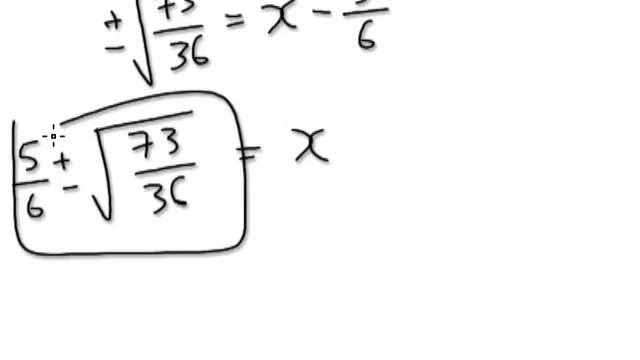 ± √73/36 = x - 5/6
5/6 ± √73/36 = x